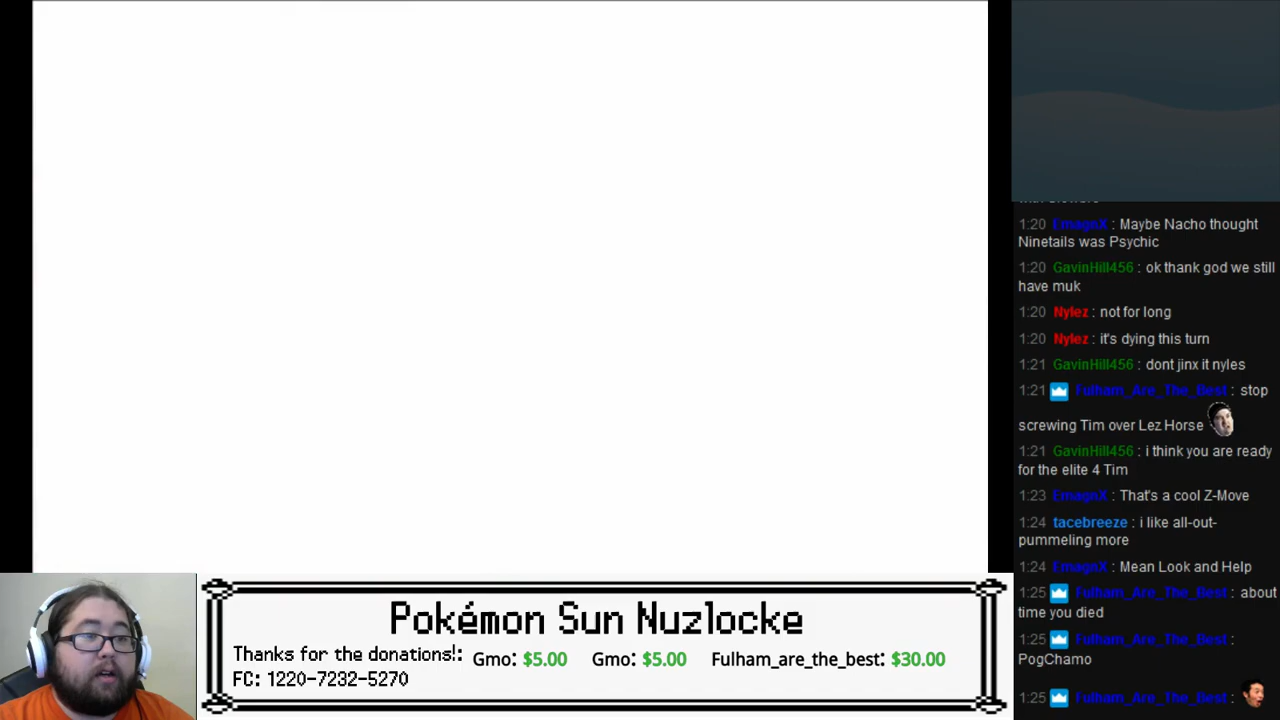 1:20 EmagnX : Maybe Nacho thought
Ninetails was Psychic
1:20 GavinHill456 : ok thank god we still
have muk
1:20 Nylez : not for long
1:20 Nylez : it's dying this turn
1:21 GavinHill456 : dont jinx it nyles
1:21 Fulham_Are_The_Best : stop
screwing Tim over Lez Horse
1:21 GavinHill456 : i think you are ready
for the elite 4 Tim
1:23 EmagnX : That's a cool Z-Move
1:24 tacebreeze : i like all-out-
pummeling more
1:24 EmagnX : Mean Look and Help
1:25 Fulham_Are_The_Best : about
time you died
1:25 Fulham_Are_The_Best :
PogChamo
1:25 Fulham_Are_The_Best :
Pokémon Sun Nuzlocke
Thanks for the donations!: Gmo: $5.00 Gmo: $5.00 Fulham_are_the_best: $30.00
FC: 1220-7232-5270